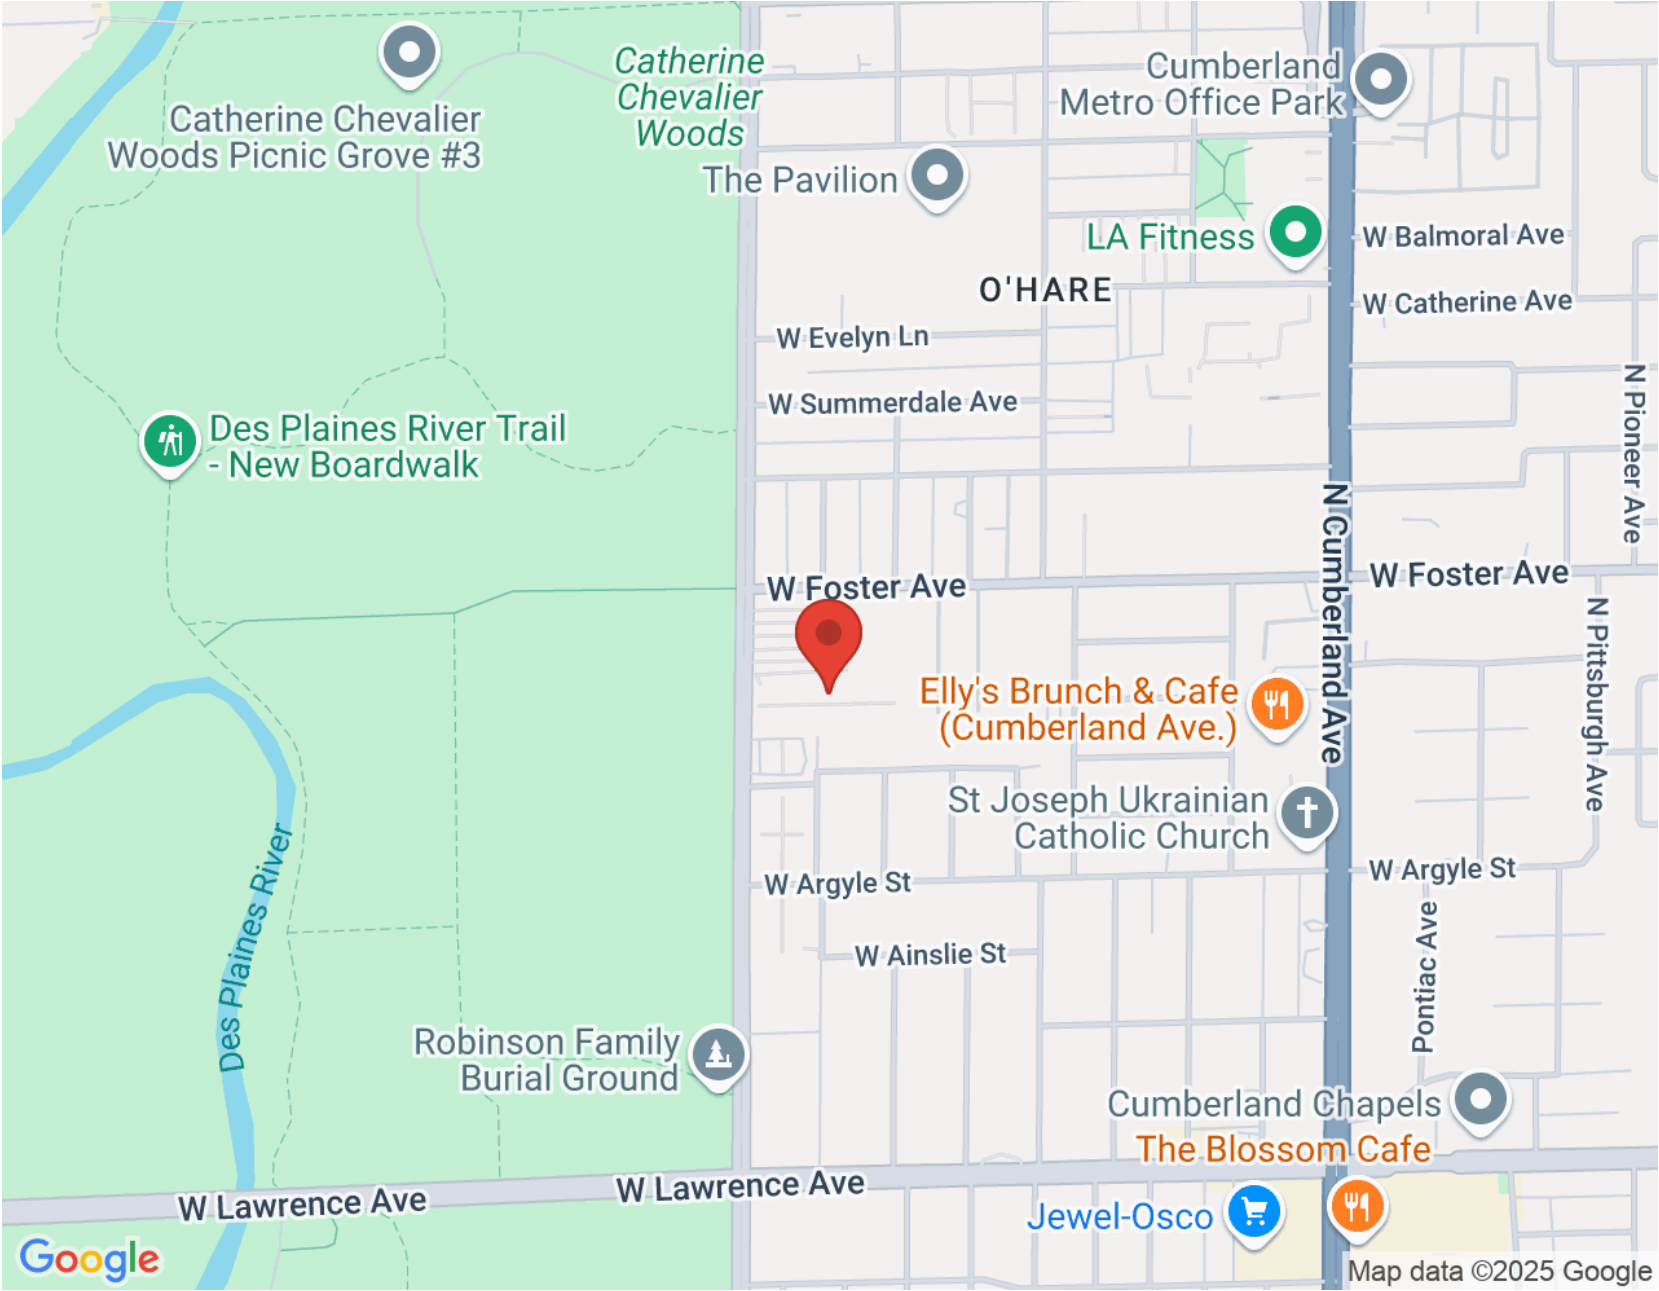 Catherine
Chevalier
Woods
Catherine Chevalier
Woods Picnic Grove #3
Cumberland
Metro Office Park
The Pavilion
LA Fitness
W Balmoral Ave
O'HARE
W Catherine Ave
W Evelyn Ln
W Summerdale Ave
N Pioneer Ave
Des Plaines River Trail
- New Boardwalk
N Cumberland Ave
W Foster Ave
W Foster Ave
N Pittsburgh Ave
Elly's Brunch & Cafe
(Cumberland Ave.)
St Joseph Ukrainian
Catholic Church
Des Plaines River
W Argyle St
W Argyle St
Pontiac Ave
W Ainslie St
Robinson Family
Burial Ground
Cumberland Chapels
The Blossom Cafe
W Lawrence Ave
W Lawrence Ave
Jewel-Osco
Google
Map data ©2025 Google